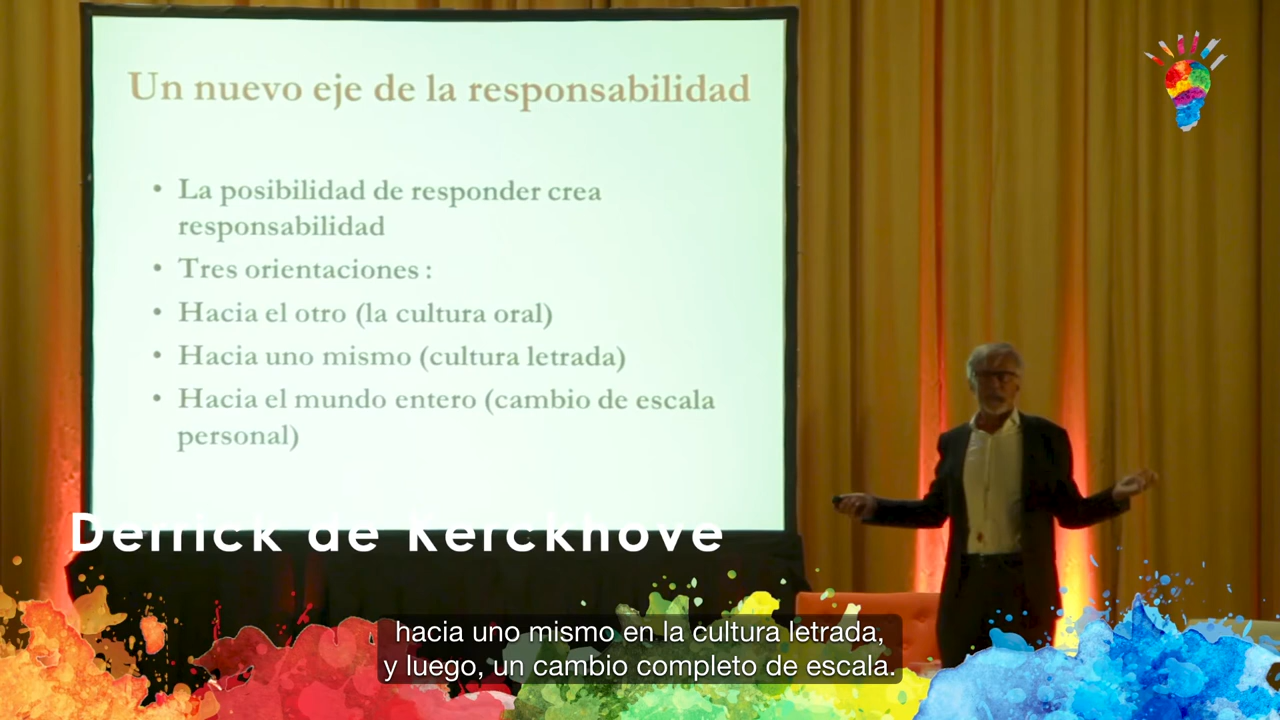 Un nuevo eje de la responsabilidad
• La posibilidad de responder crea
responsabilidad
• Tres orientaciones :
• Hacia el otro (la cultura oral)
• Hacia uno mismo (cultura letrada)
• Hacia el mundo entero (cambio de escala
personal)
Derrick de Kerckhove
hacia uno mismo en la cultura letrada,
y luego, un cambio completo de escala.